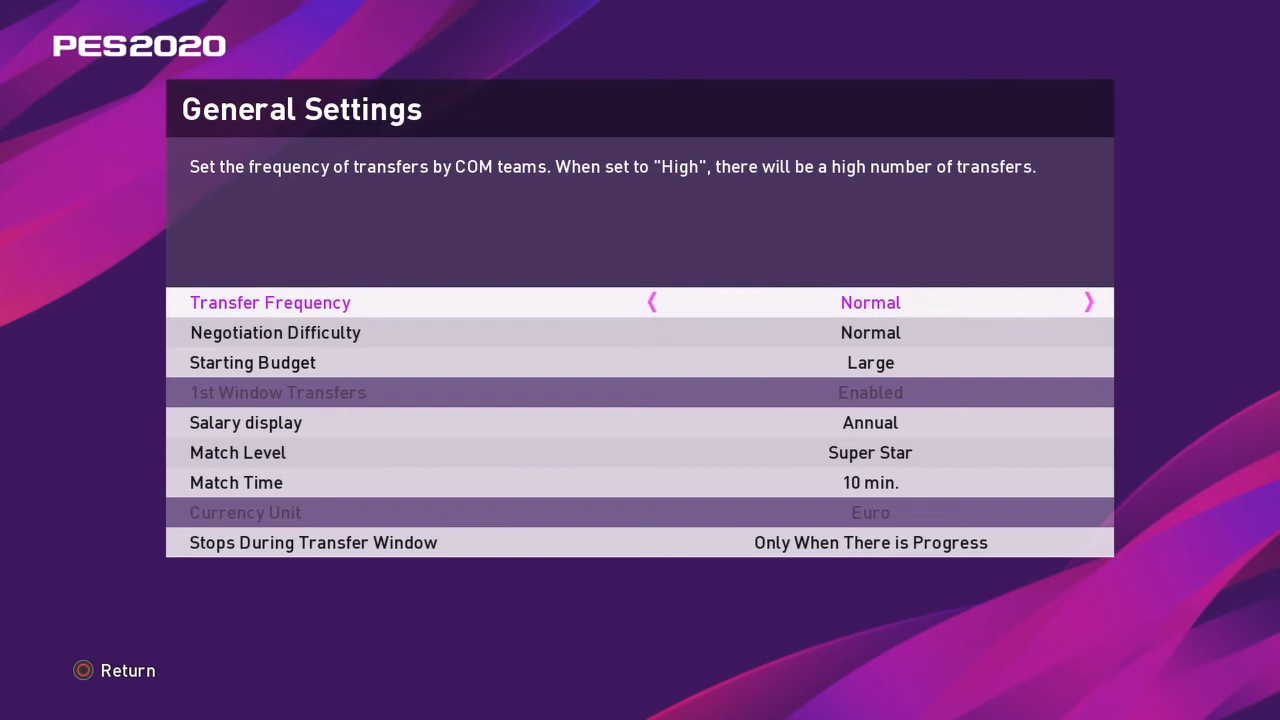 PES2020
General Settings
Set the frequency of transfers by COM teams. When set to "High", there will be a high number of transfers.
Transfer Frequency Normal
Negotiation Difficulty Normal
Starting Budget Large
1st Window Transfers Enabled
Salary display Annual
Match Level Super Star
Match Time 10 min.
Currency Unit Euro
Stops During Transfer Window Only When There is Progress
Return